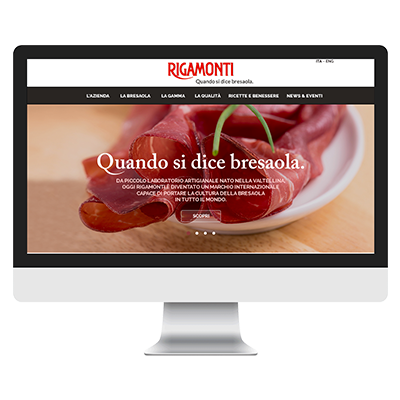 RIGAMONTI
Quando si dice bresaola.
ITA - ENG
L'AZIENDA LA BRESAOLA LA GAMMA LA QUALITÀ RICETTE E BENESSERE NEWS & EVENTI
Quando si dice bresaola.
DA PICCOLO LABORATORIO ARTIGIANALE NATO NELLA VALTELLINA,
OGGI RIGAMONTI È DIVENTATO UN MARCHIO INTERNAZIONALE
CAPACE DI PORTARE LA CULTURA DELLA BRESAOLA
IN TUTTO IL MONDO.
SCOPRI